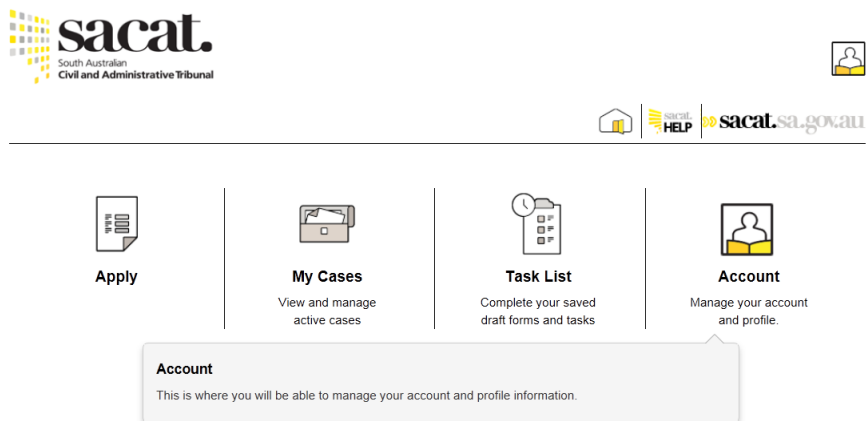 sacat.
South Australian
Civil and Administrative Tribunal
sacat.
HELP
sacat.sa.gov.au
Apply
My Cases
View and manage
active cases
Task List
Complete your saved
draft forms and tasks
Account
Manage your account
and profile.
Account
This is where you will be able to manage your account and profile information.